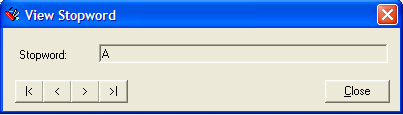 View Stopword
Stopword: A
|< < > >| Close